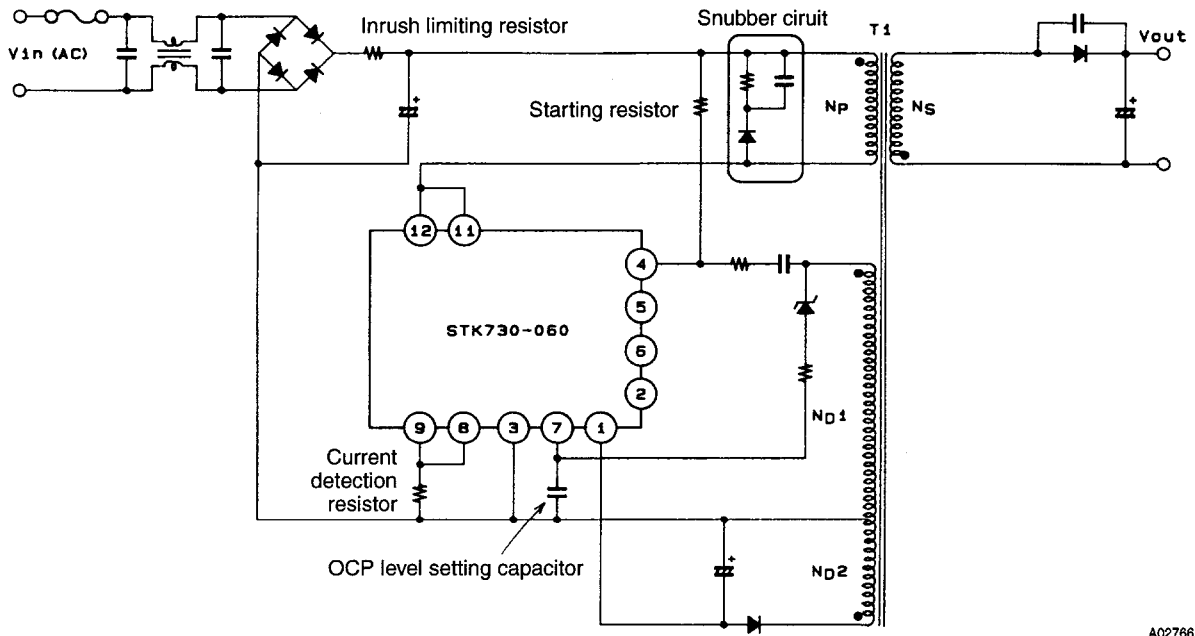 Inrush limiting resistor
Snubber ciruit
T1
Vin (AC)
Vout
Starting resistor
NP
NS
12
11
4
5
STK730-060
6
2
ND1
9
8
3
7
1
Current
detection
resistor
OCP level setting capacitor
ND2
+
+
+
A02766